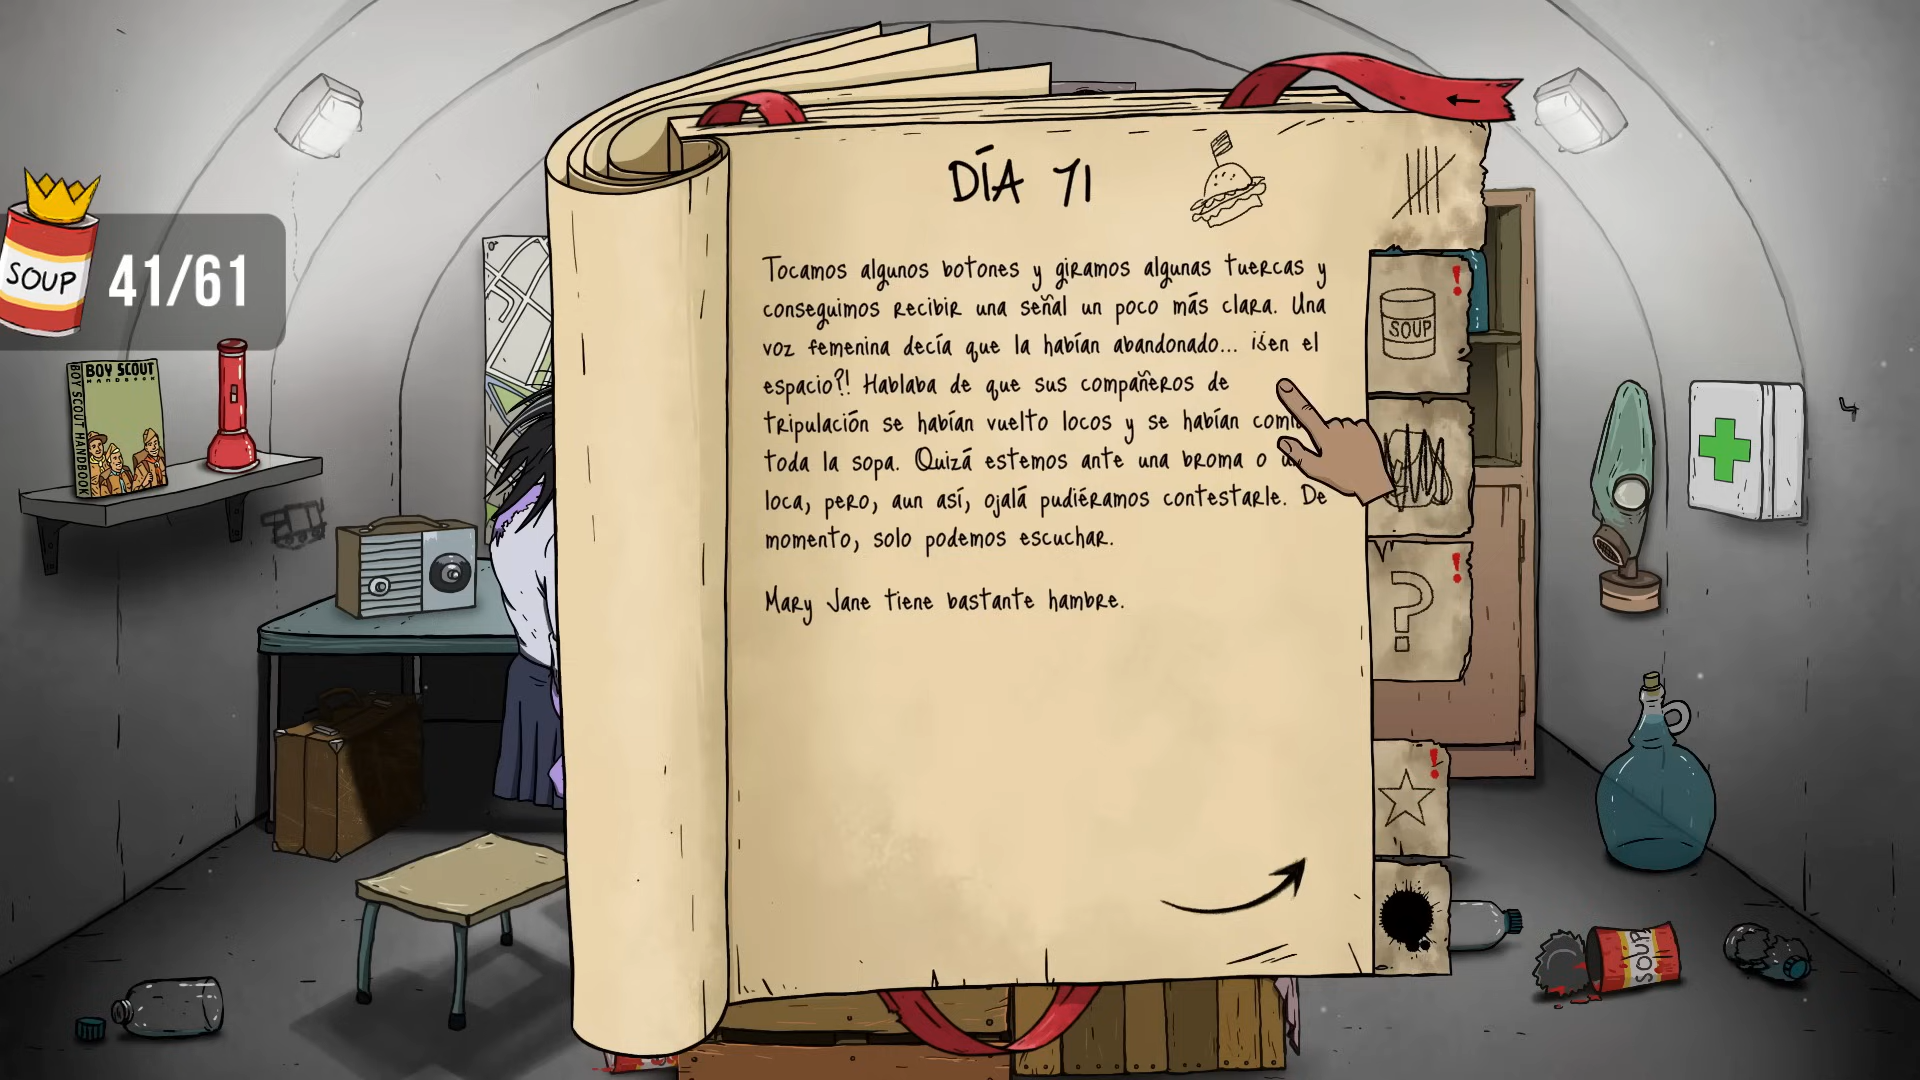 DÍA 71
Tocamos algunos botones y giramos algunas tuercas y
conseguimos recibir una señal un poco más clara. Una
voz femenina decía que la habían abandonado... ¡¿en el
espacio?! Hablaba de que sus compañeros de
tripulación se habían vuelto locos y se habían
toda la sopa. Quizá estemos ante una broma o
loca, pero, aun así, ojalá pudiéramos contestarle. De
momento, solo podemos escuchar.
Mary Jane tiene bastante hambre.
SOUP
41/61
BOY SCOUT
HANDBOOK
BOY SCOUT HANDBOOK
!
SOUP
!
?
!
SOUP